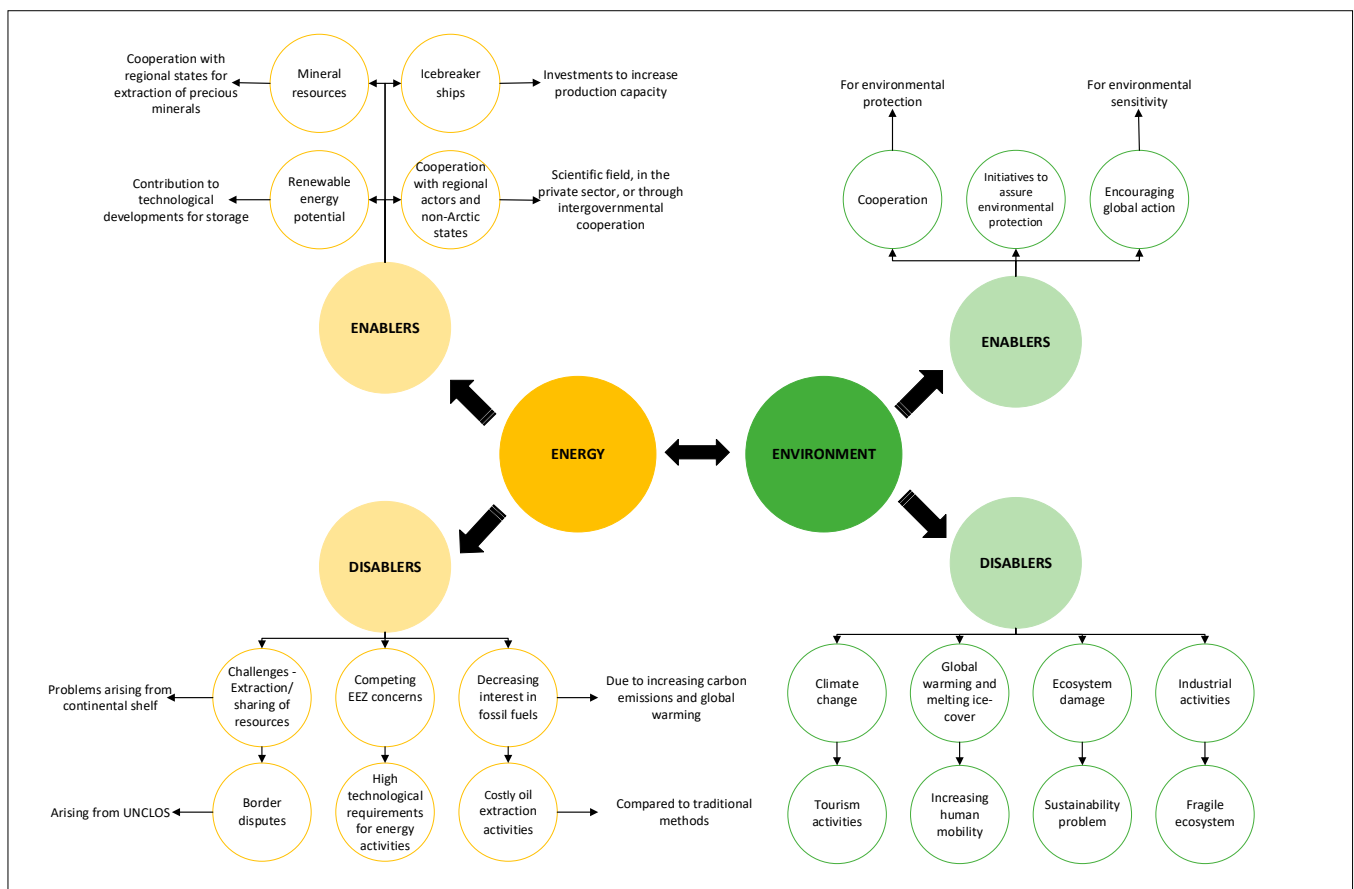 Cooperation with
regional states for
extraction of precious
minerals
Mineral
resources
Icebreaker
ships
Investments to increase
production capacity
Contribution to
technological
developments for storage
Renewable
energy
potential
Cooperation
with regional
actors and
non-Arctic
states
Scientific field, in the
private sector, or through
intergovernmental
cooperation
ENABLERS
For environmental
protection
For environmental
sensitivity
Cooperation
Initiatives to
assure
environmental
protection
Encouraging
global action
ENABLERS
ENERGY
ENVIRONMENT
DISABLERS
DISABLERS
Problems arising from
continental shelf
Challenges -
Extraction/
sharing of
resources
Competing
EEZ concerns
Decreasing
interest in
fossil fuels
Due to increasing carbon
emissions and global
warming
Arising from UNCLOS
Border
disputes
High
technological
requirements
for energy
activities
Costly oil
extraction
activities
Compared to traditional
methods
Climate
change
Global
warming and
melting ice-
cover
Ecosystem
damage
Industrial
activities
Tourism
activities
Increasing
human
mobility
Sustainability
problem
Fragile
ecosystem